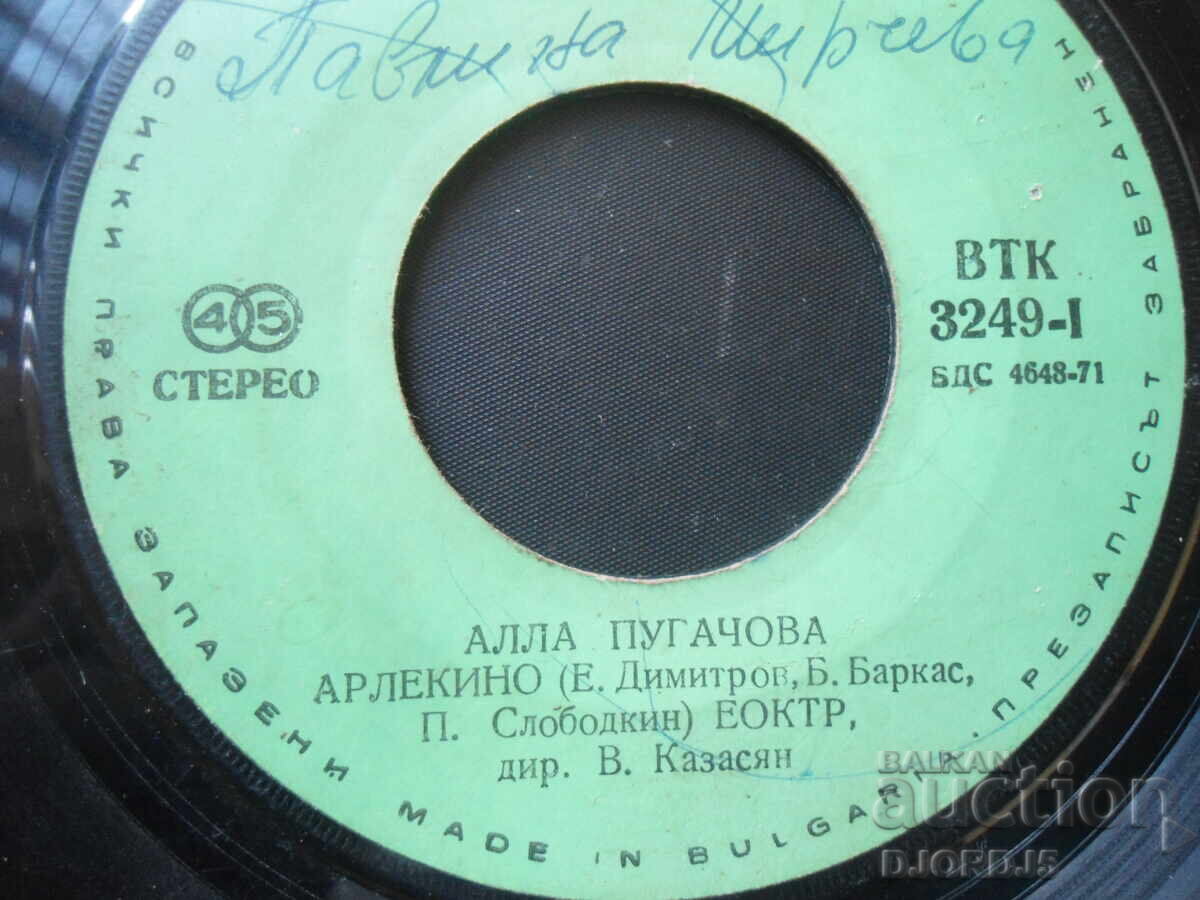 Павлина Мирчева
ВСИЧКИ ПРАВА ЗАПАЗЕНИ MADE IN BULGARIA. ПРЕЗАПИСЪТ ЗАБРАНЕН
45
СТЕРЕО
ВТК
3249-I
БДС 4648-71
АЛЛА ПУГАЧОВА
АРЛЕКИНО (Е. Димитров, Б. Баркас,
П. Слободкин) ЕОКТР,
дир. В. Казасян
BALKAN
auction
DJORDJ5